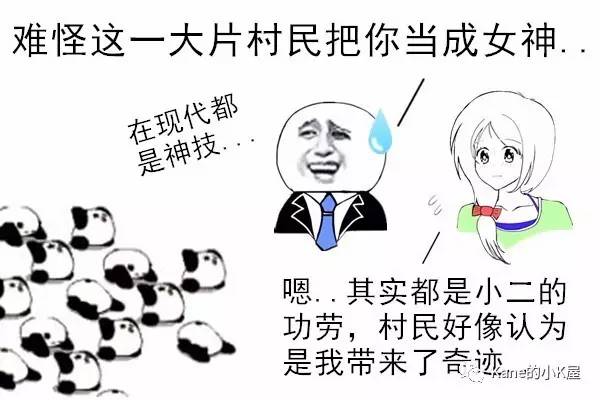 难怪这一大片村民把你当成女神..
在现代都
是神技...
嗯..其实都是小二的
功劳，村民好像认为
是我带来了奇迹
Kane的小K屋